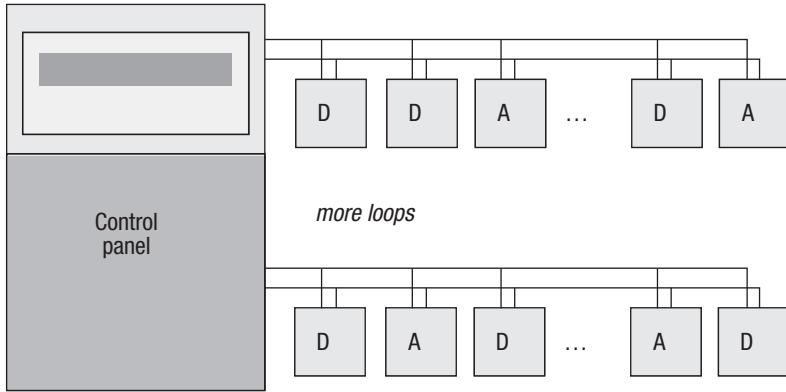 D D A ... D A
Control
panel
more loops
D A D ... A D